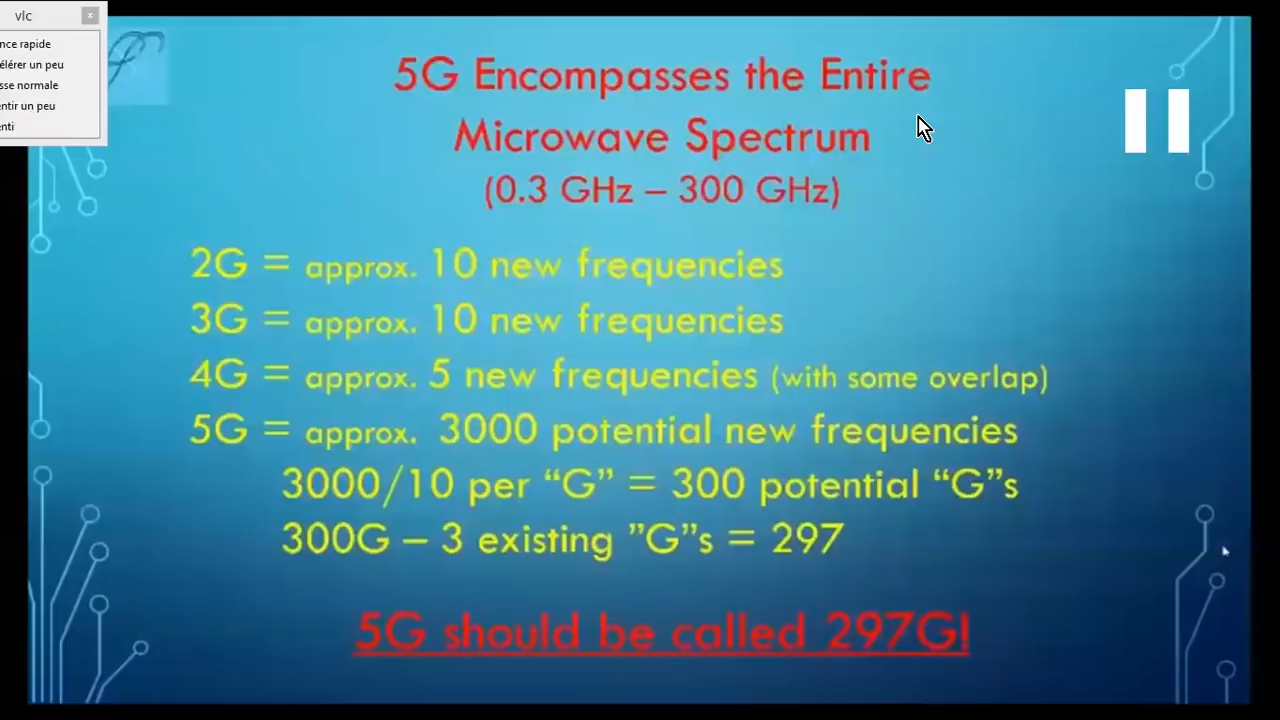 vlc
x
nce rapide
élérer un peu
sse normale
entir un peu
enti
5G Encompasses the Entire
Microwave Spectrum
(0.3 GHz – 300 GHz)
2G = approx. 10 new frequencies
3G = approx. 10 new frequencies
4G = approx. 5 new frequencies (with some overlap)
5G = approx. 3000 potential new frequencies
3000/10 per “G” = 300 potential “G”s
300G – 3 existing ”G”s = 297
5G should be called 297G!